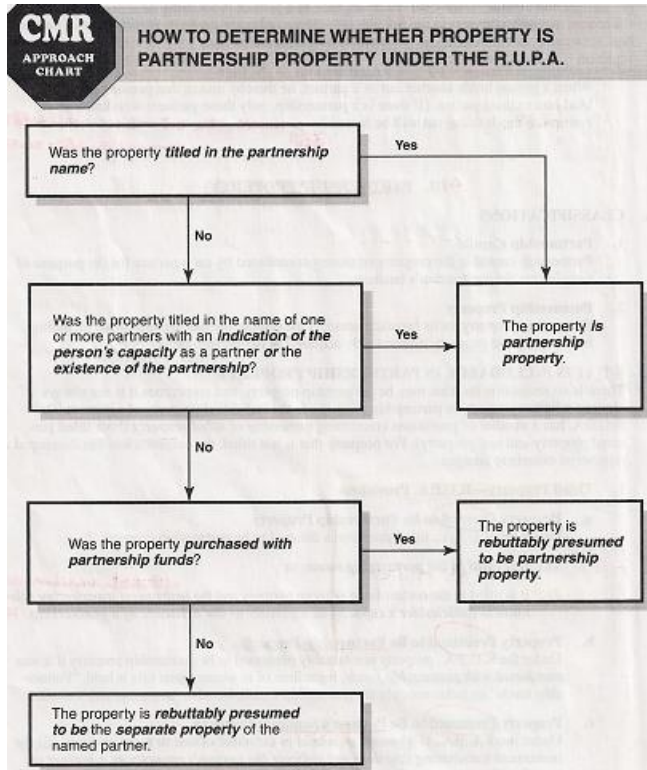 CMR
APPROACH
CHART
HOW TO DETERMINE WHETHER PROPERTY IS
PARTNERSHIP PROPERTY UNDER THE R.U.P.A.
Was the property titled in the partnership
name?
Yes
No
Was the property titled in the name of one
or more partners with an indication of the
person's capacity as a partner or the
existence of the partnership?
Yes
The property is
partnership
property.
No
Was the property purchased with
partnership funds?
Yes
The property is
rebuttably presumed
to be partnership
property.
No
The property is rebuttably presumed
to be the separate property of the
named partner.